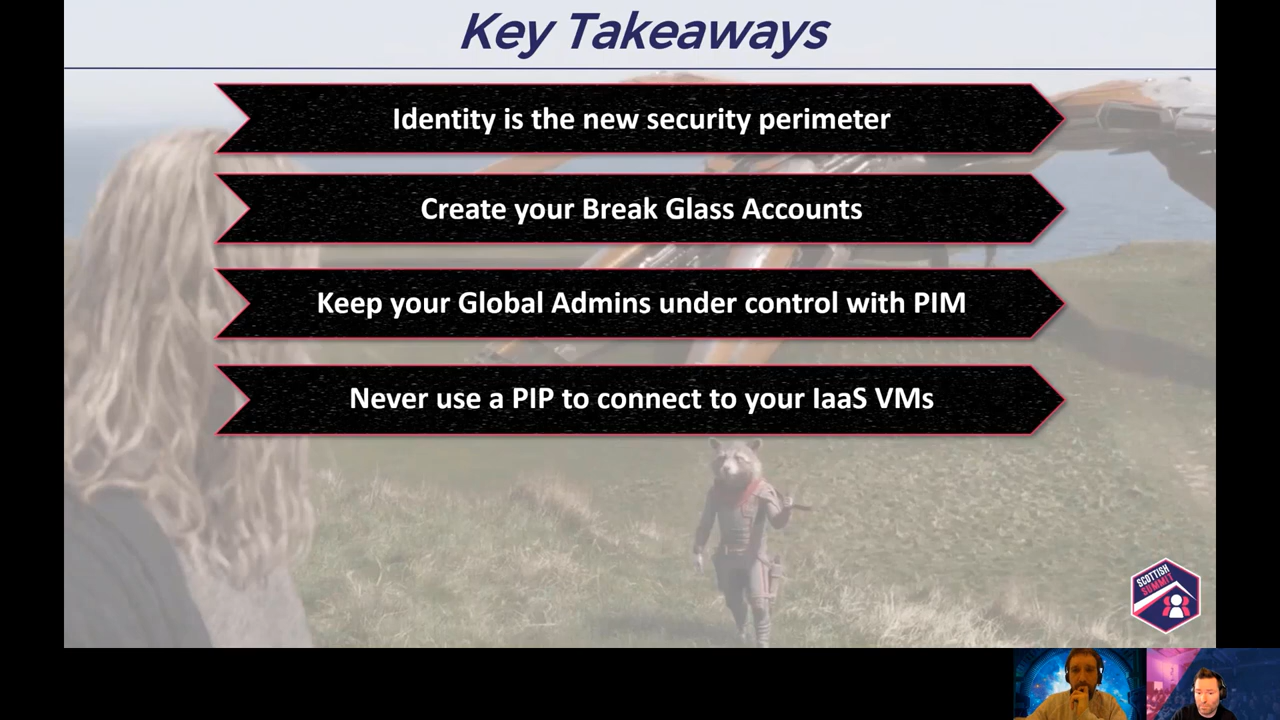 Key Takeaways
Identity is the new security perimeter
Create your Break Glass Accounts
Keep your Global Admins under control with PIM
Never use a PIP to connect to your IaaS VMs
SCOTTISH
SUMMIT